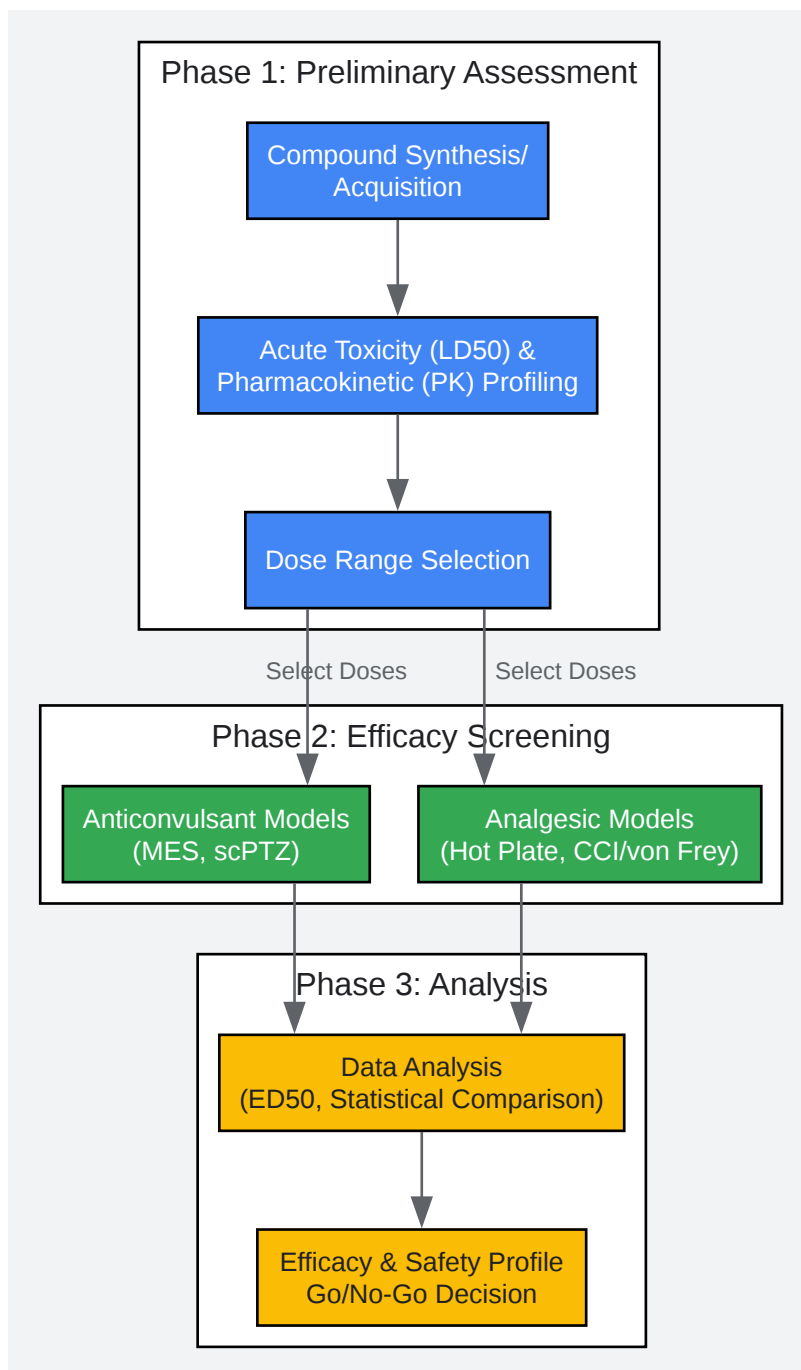 Phase 1: Preliminary Assessment
Compound Synthesis/
Acquisition
Acute Toxicity (LD50) &
Pharmacokinetic (PK) Profiling
Dose Range Selection
Select Doses
Select Doses
Phase 2: Efficacy Screening
Anticonvulsant Models
(MES, scPTZ)
Analgesic Models
(Hot Plate, CCI/von Frey)
Phase 3: Analysis
Data Analysis
(ED50, Statistical Comparison)
Efficacy & Safety Profile
Go/No-Go Decision